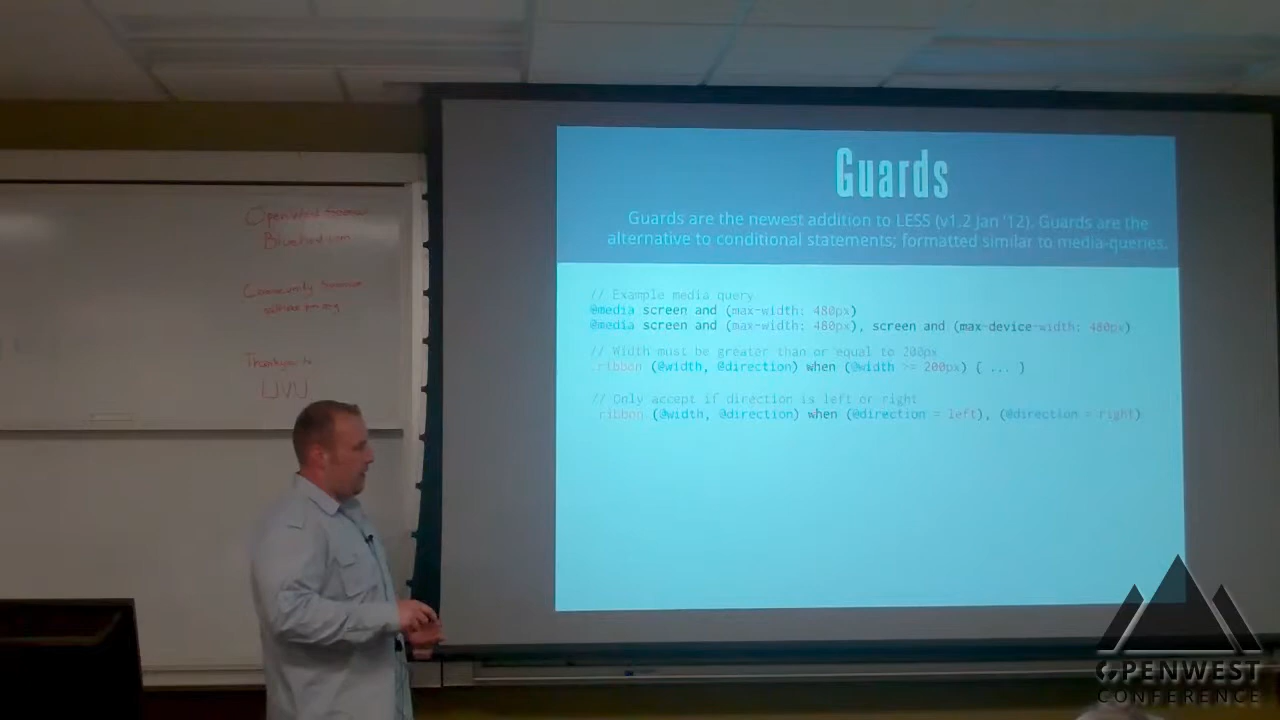 Guards
Guards are the newest addition to LESS (v1.2 Jan '12). Guards are the
alternative to conditional statements; formatted similar to media-queries.
// Example media query
@media screen and (max-width: 480px)
@media screen and (max-width: 480px), screen and (max-device-width: 480px)
// Width must be greater than or equal to 200px
.ribbon (@width, @direction) when (@width >= 200px) { ... }
// Only accept if direction is left or right
.ribbon (@width, @direction) when (@direction = left), (@direction = right)
Sponsor
Community Sponsor
Thankyou to
UVU
OPENWEST
CONFERENCE